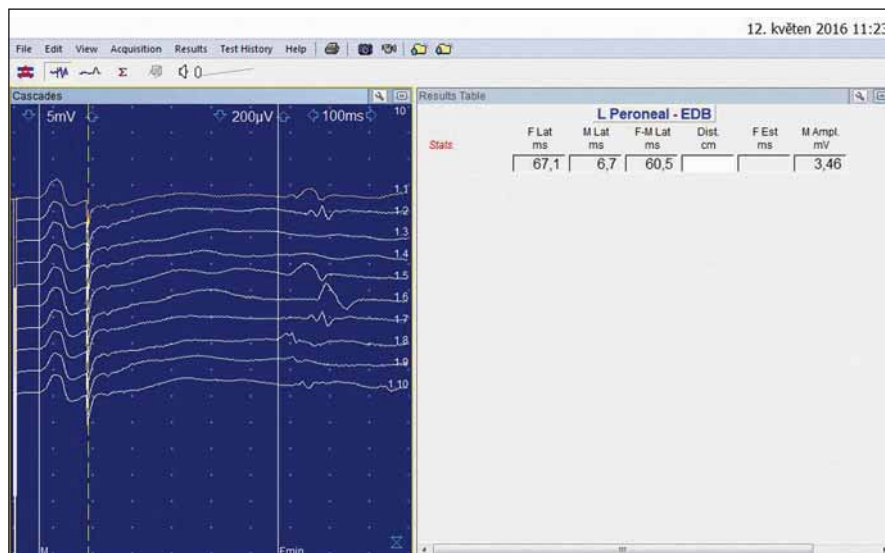 12. květen 2016 11:23
File Edit View Acquisition Results Test History Help
Σ 0
Cascades
Results Table
5mV 200μV 100ms 10
L Peroneal - EDB
F Lat M Lat F-M Lat Dist. F Est M Ampl.
Stats ms ms ms cm ms mV
67,1 6,7 60,5 3,46
1.1
1.2
1.3
1.4
1.5
1.6
1.7
1.8
1.9
1.10
M Fmin